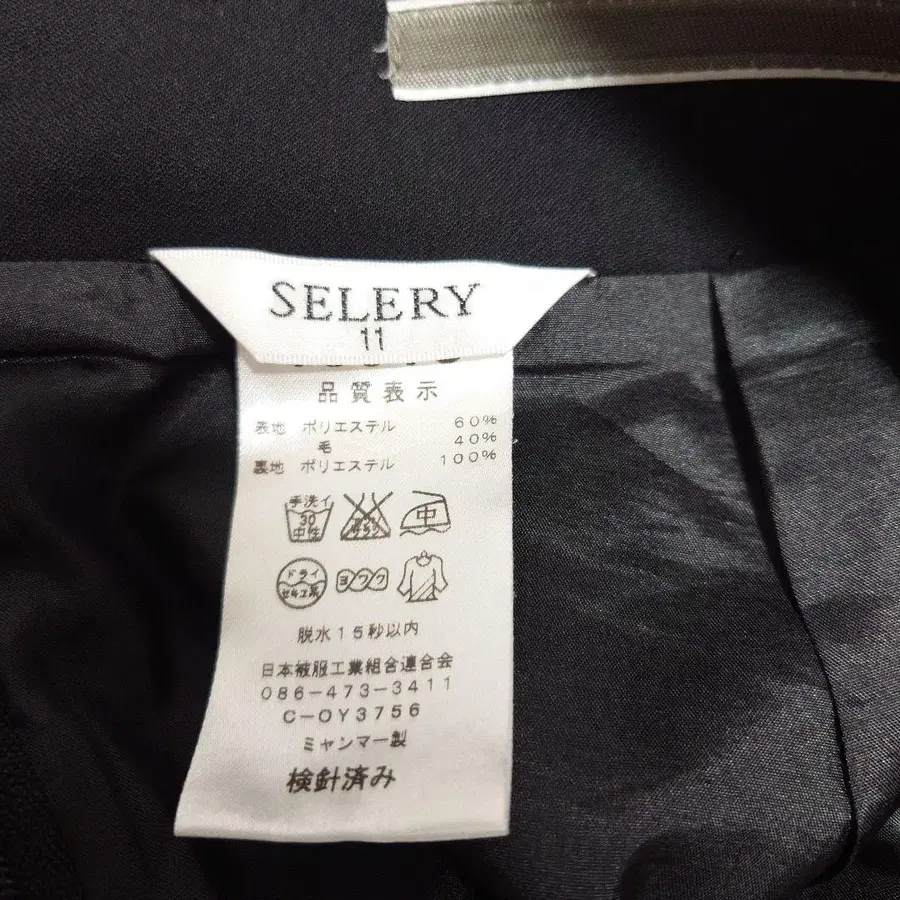 SELERY
11
品質表示
表地 ポリエステル 60%
毛 40%
裏地 ポリエステル 100%
手洗イ
30
中性
中
ドライ
セキユ系
ヨワク
脱水15秒以内
日本被服工業組合連合会
086-473-3411
C-OY3756
ミャンマー製
検針済み